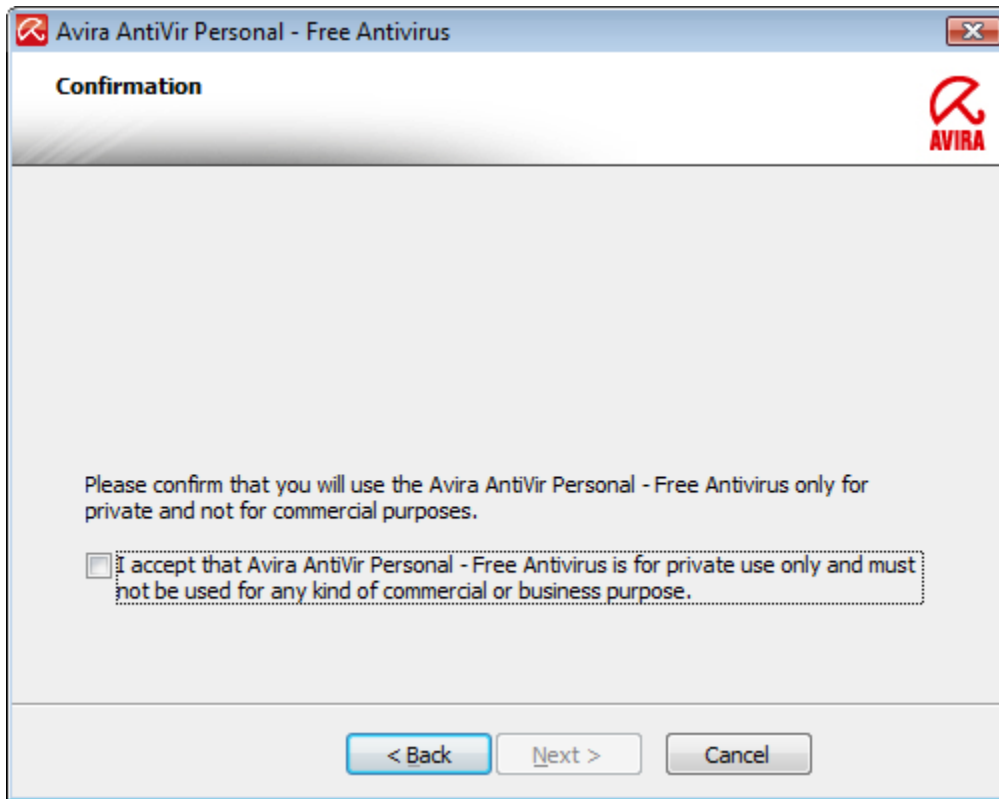 Avira AntiVir Personal - Free Antivirus
Confirmation
AVIRA
Please confirm that you will use the Avira AntiVir Personal - Free Antivirus only for
private and not for commercial purposes.
I accept that Avira AntiVir Personal - Free Antivirus is for private use only and must
not be used for any kind of commercial or business purpose.
< Back
Next >
Cancel